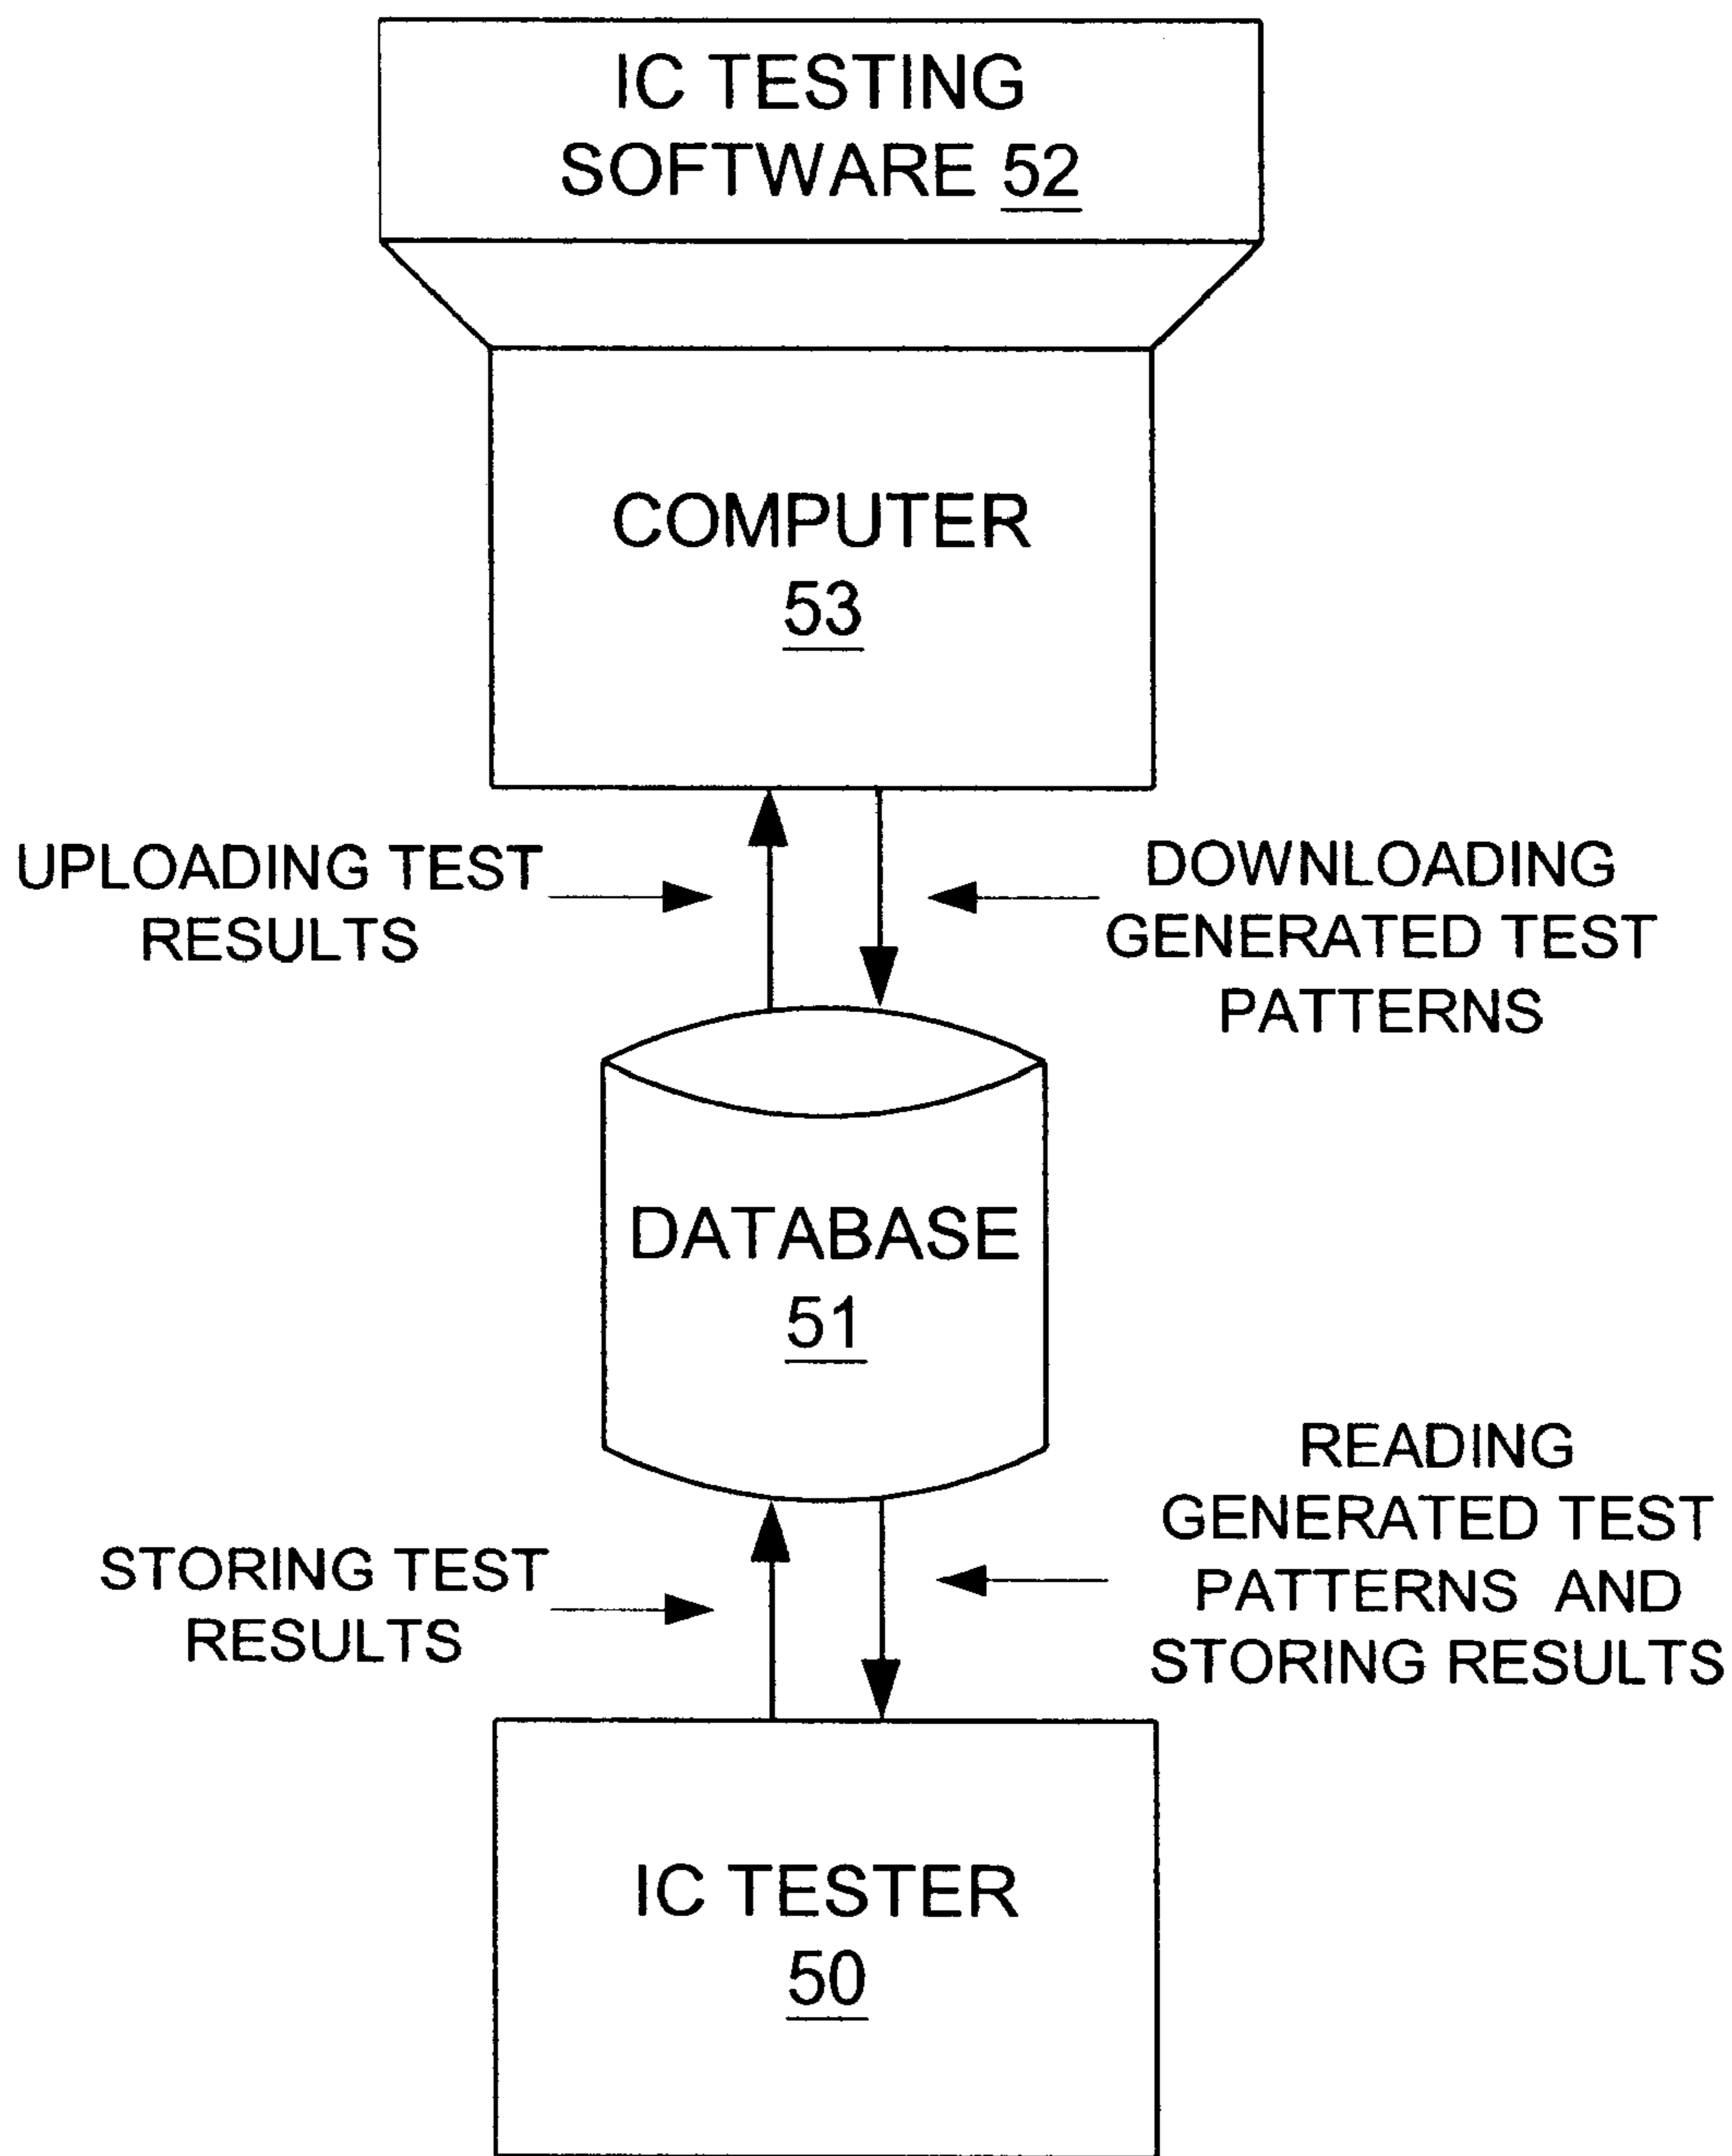 IC TESTING
SOFTWARE 52
COMPUTER
53
UPLOADING TEST
RESULTS
DOWNLOADING
GENERATED TEST
PATTERNS
DATABASE
51
STORING TEST
RESULTS
READING
GENERATED TEST
PATTERNS AND
STORING RESULTS
IC TESTER
50